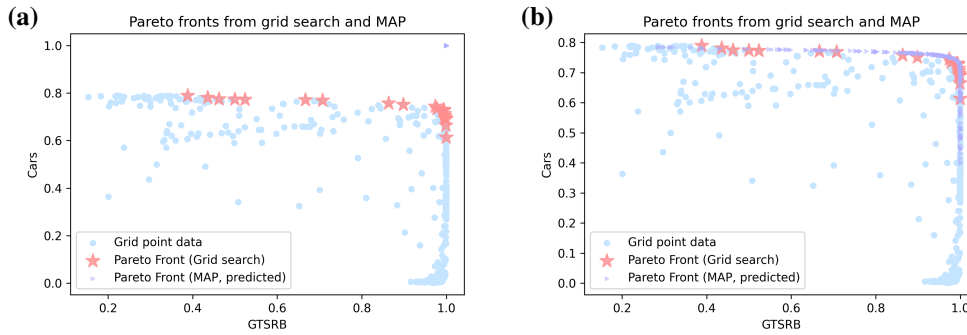 (a)
Pareto fronts from grid search and MAP
1.0
0.8
0.6
0.4
0.2
0.0
Cars
Grid point data
Pareto Front (Grid search)
Pareto Front (MAP, predicted)
0.2 0.4 0.6 0.8 1.0
GTSRB
(b)
Pareto fronts from grid search and MAP
0.8
0.7
0.6
0.5
0.4
0.3
0.2
0.1
0.0
Cars
Grid point data
Pareto Front (Grid search)
Pareto Front (MAP, predicted)
0.2 0.4 0.6 0.8 1.0
GTSRB